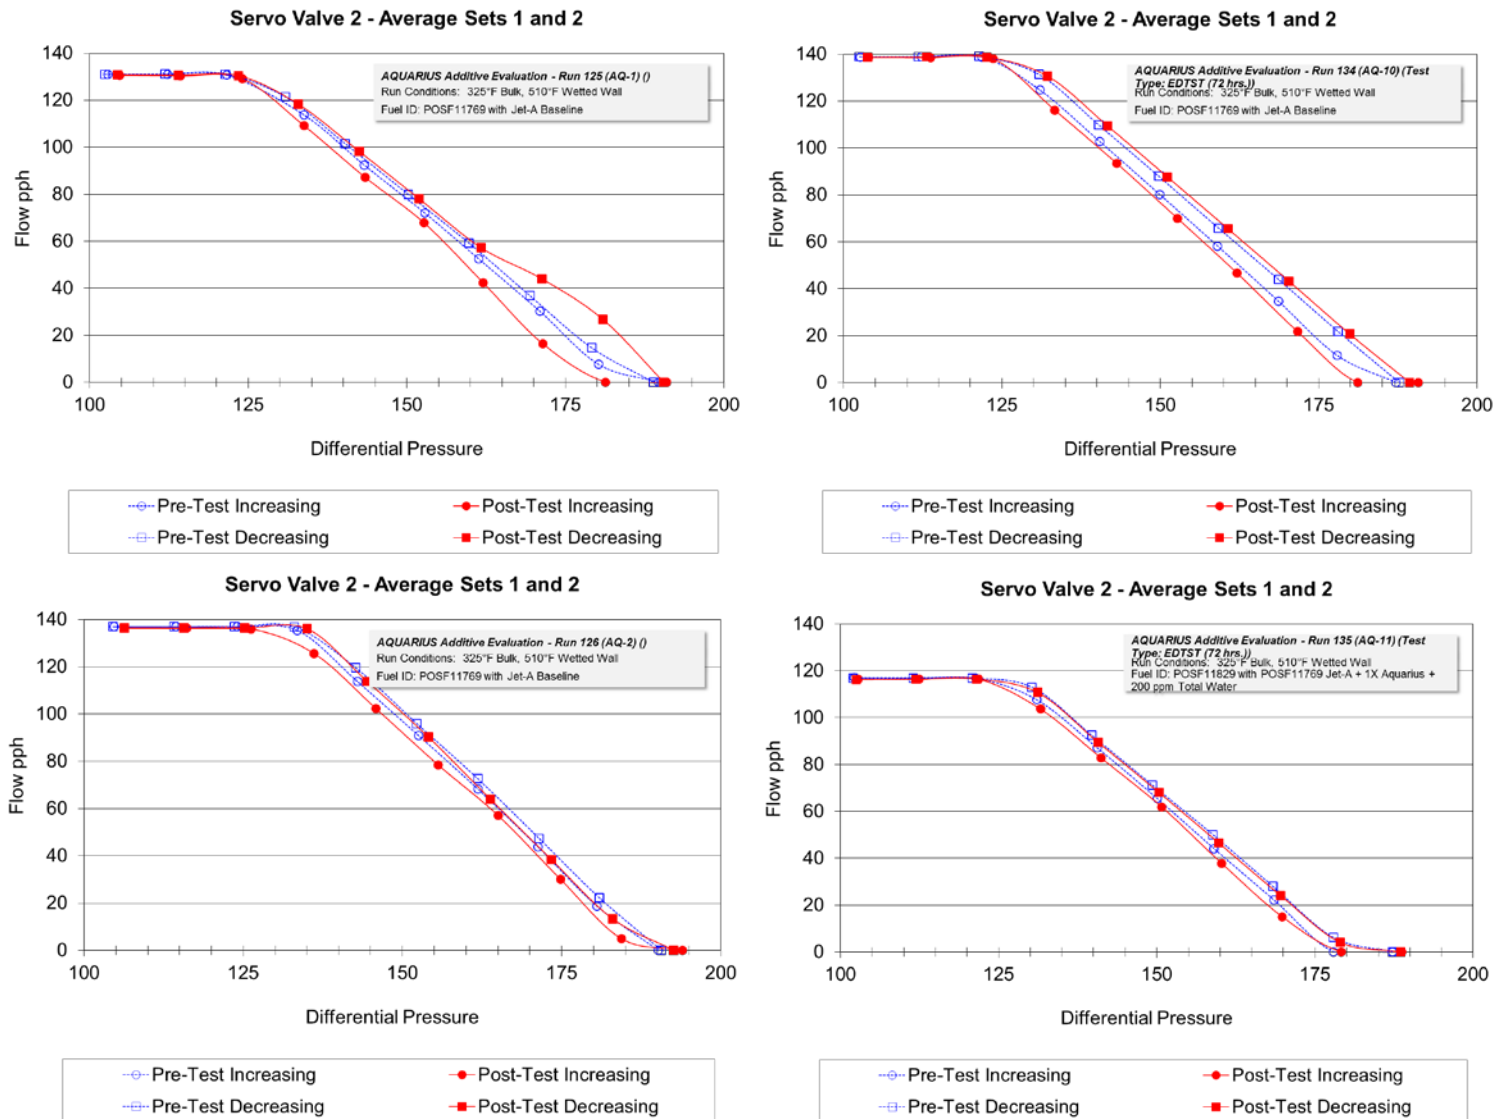 Servo Valve 2 - Average Sets 1 and 2
140
120
100
80
60
40
20
0
Flow pph
AQUARIUS Additive Evaluation - Run 125 (AQ-1) ()
Run Conditions: 325°F Bulk, 510°F Wetted Wall
Fuel ID: POSF11769 with Jet-A Baseline
100
125
150
175
200
Differential Pressure
Pre-Test Increasing
Post-Test Increasing
Pre-Test Decreasing
Post-Test Decreasing
Servo Valve 2 - Average Sets 1 and 2
140
120
100
80
60
40
20
0
Flow pph
AQUARIUS Additive Evaluation - Run 134 (AQ-10) (Test
Type: EDTST (72 hrs.))
Run Conditions: 325°F Bulk, 510°F Wetted Wall
Fuel ID: POSF11769 with Jet-A Baseline
100
125
150
175
200
Differential Pressure
Pre-Test Increasing
Post-Test Increasing
Pre-Test Decreasing
Post-Test Decreasing
Servo Valve 2 - Average Sets 1 and 2
140
120
100
80
60
40
20
0
Flow pph
AQUARIUS Additive Evaluation - Run 126 (AQ-2) ()
Run Conditions: 325°F Bulk, 510°F Wetted Wall
Fuel ID: POSF11769 with Jet-A Baseline
100
125
150
175
200
Differential Pressure
Pre-Test Increasing
Post-Test Increasing
Pre-Test Decreasing
Post-Test Decreasing
Servo Valve 2 - Average Sets 1 and 2
140
120
100
80
60
40
20
0
Flow pph
AQUARIUS Additive Evaluation - Run 135 (AQ-11) (Test
Type: EDTST (72 hrs.))
Run Conditions: 325°F Bulk, 510°F Wetted Wall
Fuel ID: POSF11829 with POSF11769 Jet-A + 1X Aquarius +
200 ppm Total Water
100
125
150
175
200
Differential Pressure
Pre-Test Increasing
Post-Test Increasing
Pre-Test Decreasing
Post-Test Decreasing